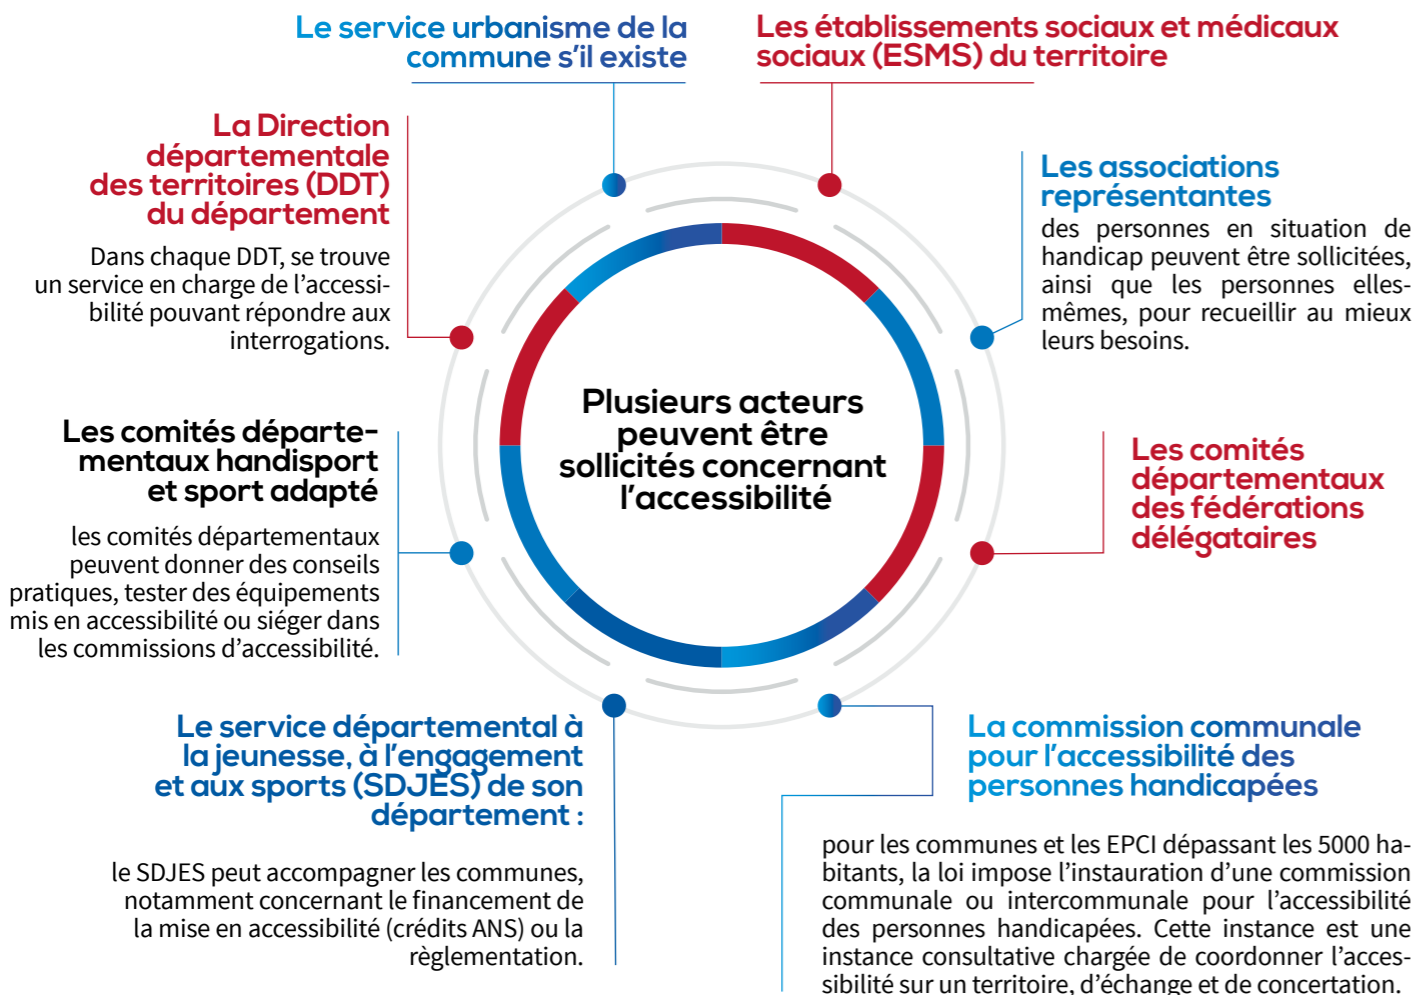 Le service urbanisme de la
commune s'il existe
Les établissements sociaux et médicaux
sociaux (ESMS) du territoire
La Direction
départementale
des territoires (DDT)
du département
Dans chaque DDT, se trouve
un service en charge de l'accessi-
bilité pouvant répondre aux
interrogations.
Les associations
représentantes
des personnes en situation de
handicap peuvent être sollicitées,
ainsi que les personnes elles-
mêmes, pour recueillir au mieux
leurs besoins.
Plusieurs acteurs
peuvent être
sollicités concernant
l'accessibilité
Les comités départe-
mentaux handisport
et sport adapté
les comités départementaux
peuvent donner des conseils
pratiques, tester des équipements
mis en accessibilité ou siéger dans
les commissions d'accessibilité.
Les comités
départementaux
des fédérations
délégataires
Le service départemental à
la jeunesse, à l'engagement
et aux sports (SDJES) de son
département :
le SDJES peut accompagner les communes,
notamment concernant le financement de
la mise en accessibilité (crédits ANS) ou la
règlementation.
La commission communale
pour l'accessibilité des
personnes handicapées
pour les communes et les EPCI dépassant les 5000 ha-
bitants, la loi impose l'instauration d'une commission
communale ou intercommunale pour l'accessibilité
des personnes handicapées. Cette instance est une
instance consultative chargée de coordonner l'acces-
sibilité sur un territoire, d'échange et de concertation.